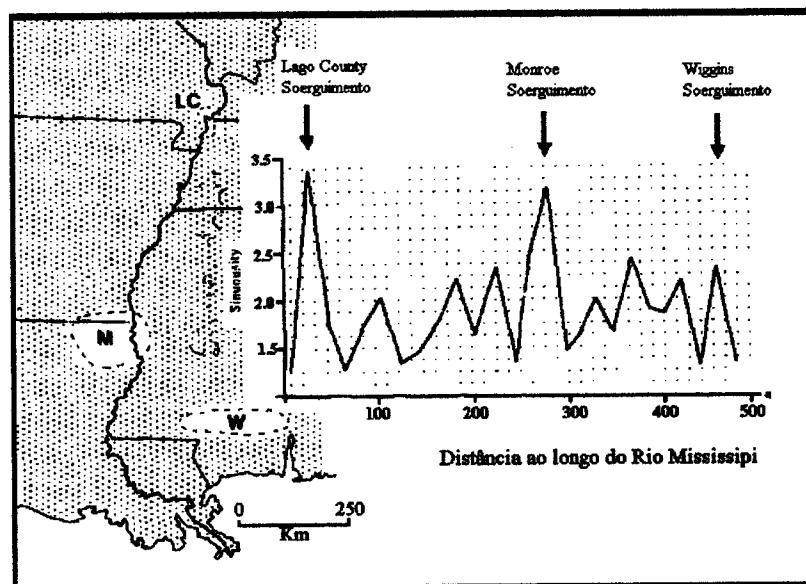 Lago County
Soerguimento
Monroe
Soerguimento
Wiggins
Soerguimento
LC
M
W
3.5
3.0
2.5
2.0
1.5
Sinuousity
100
200
300
400
500
Distância ao longo do Rio Mississipi
0
250
Km